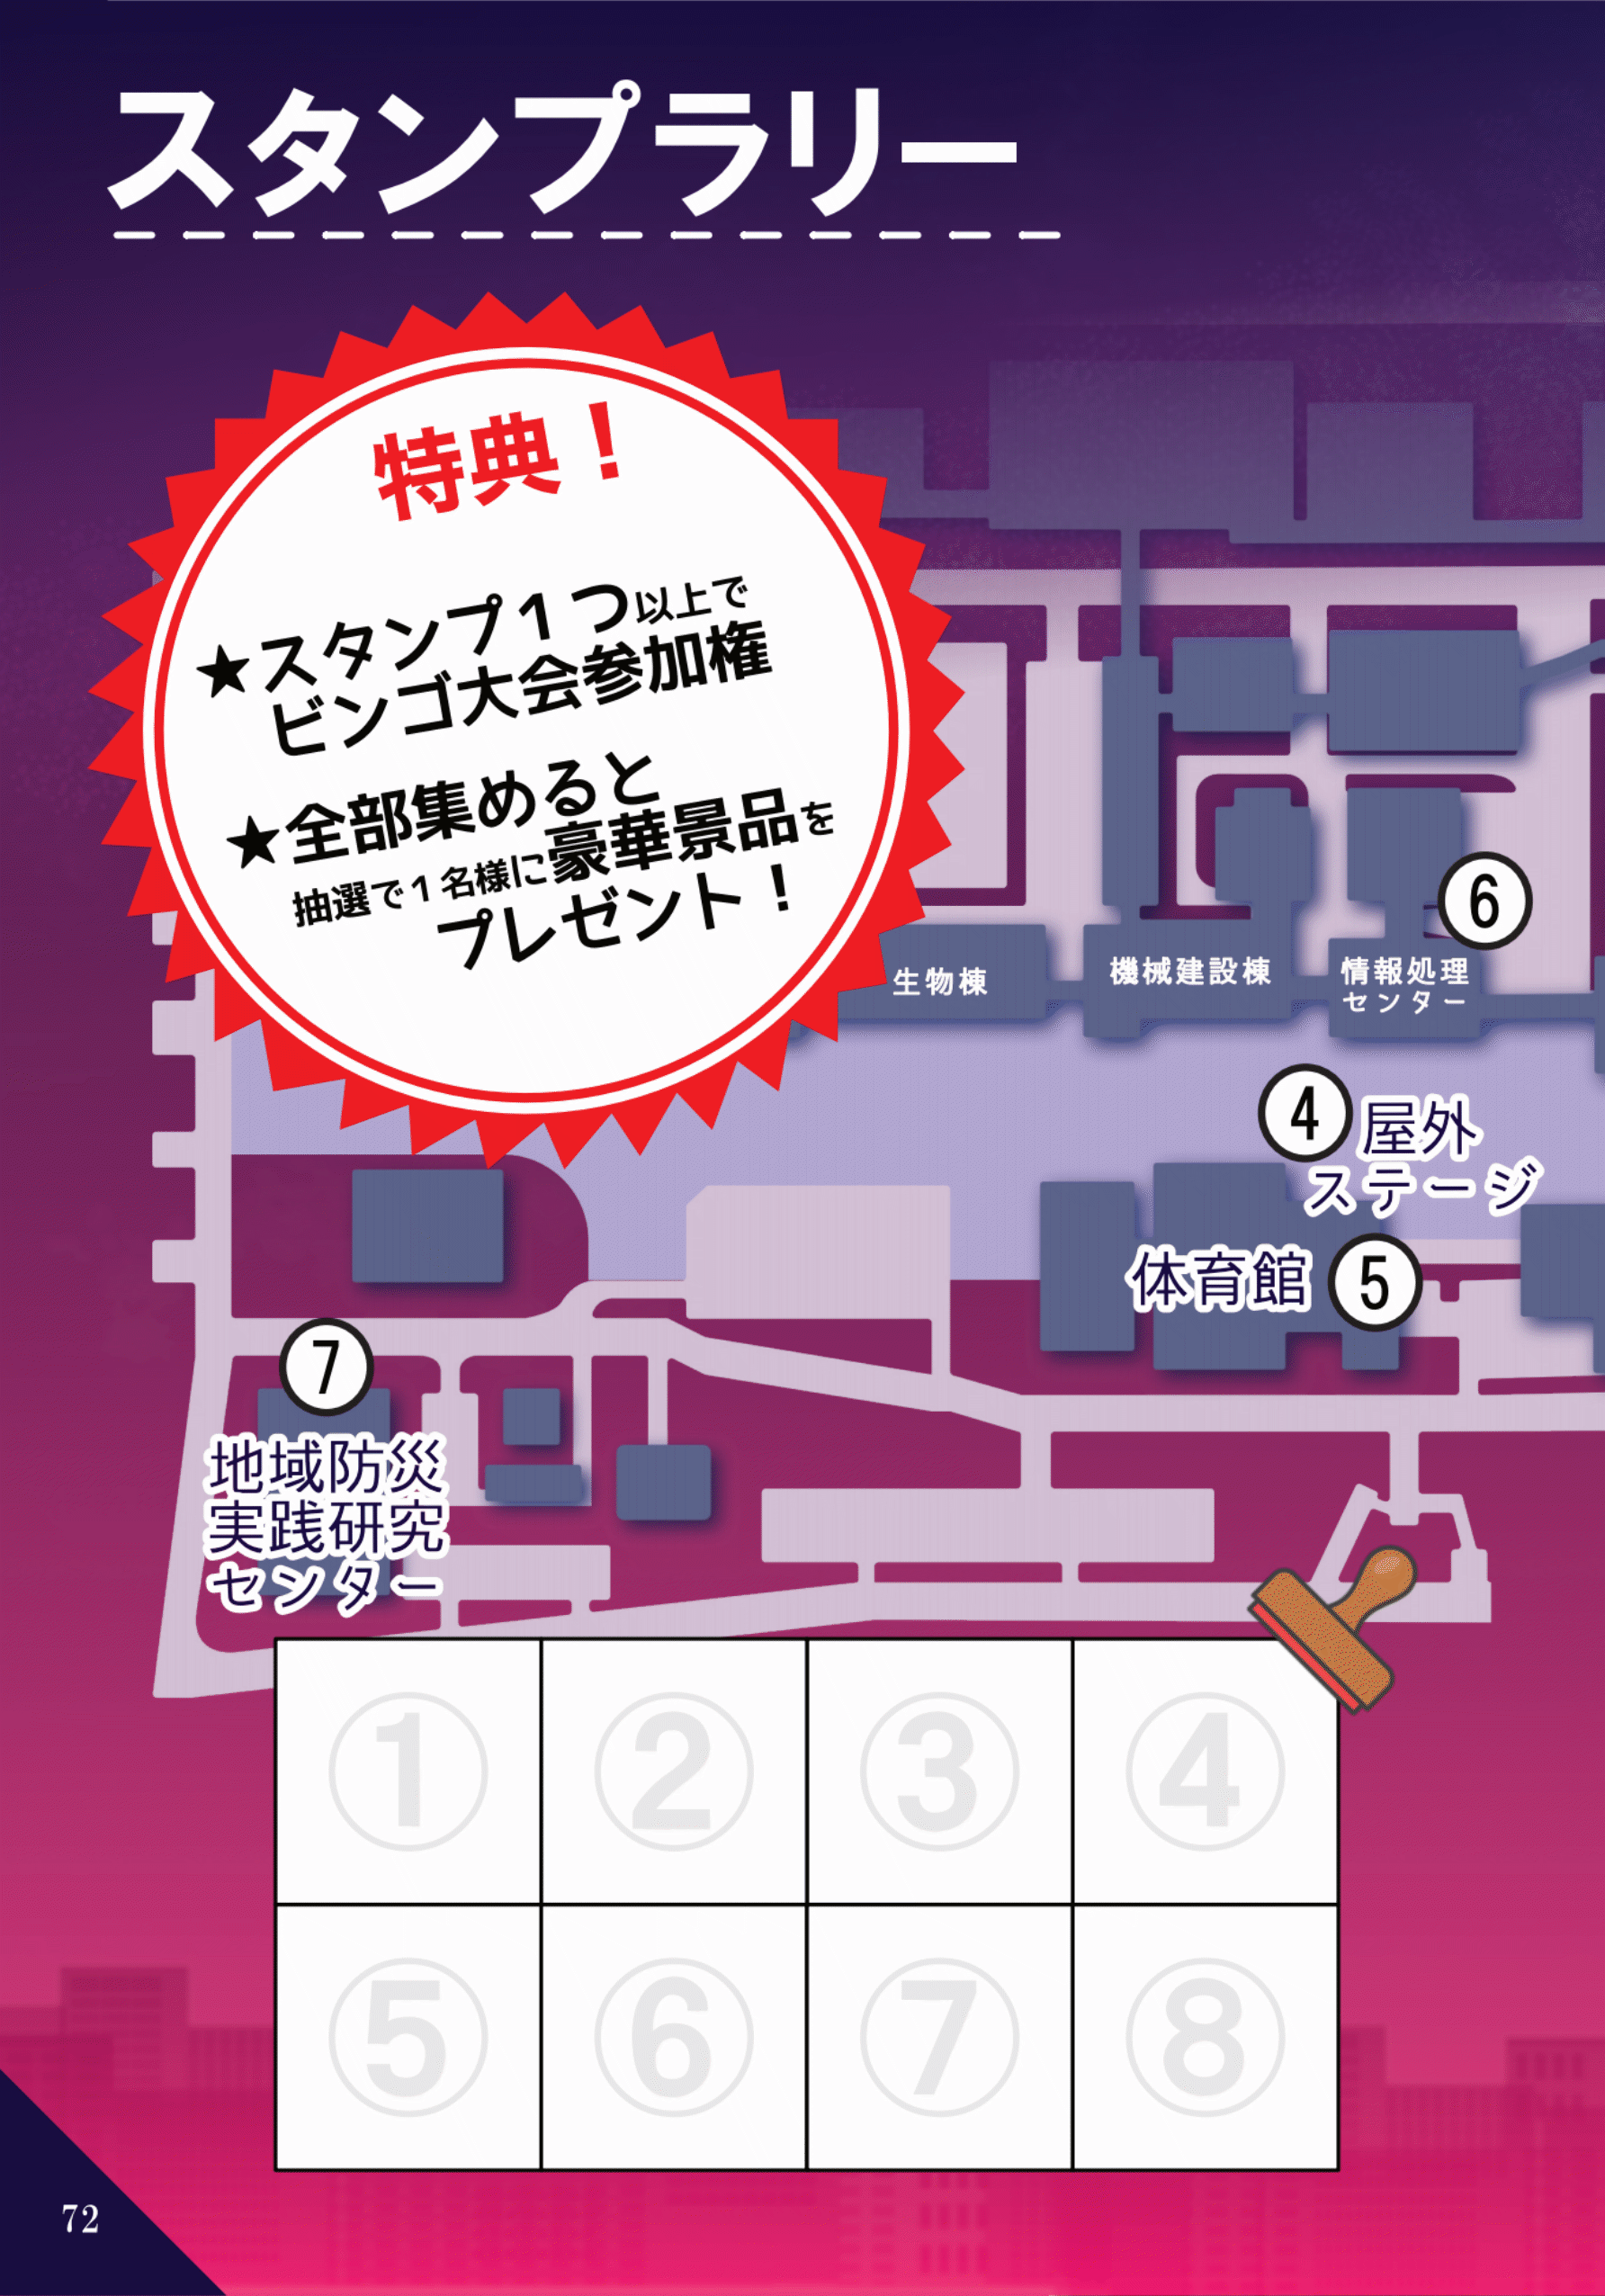 スタンプラリー
特典！
★スタンプ１つ以上で
ビンゴ大会参加権
★全部集めると
抽選で１名様に豪華景品を
プレゼント！
生物棟
機械建設棟
情報処理
センター
⑥
④屋外
ステージ
体育館⑤
⑦
地域防災
実践研究
センター
① ② ③ ④
⑤ ⑥ ⑦ ⑧
72